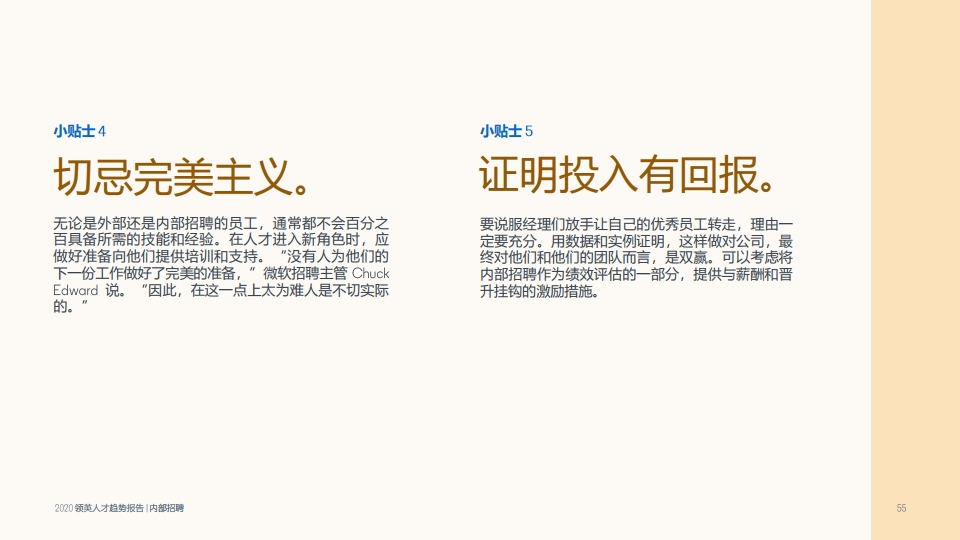 小贴士 4
切忌完美主义。
无论是外部还是内部招聘的员工，通常都不会百分之
百具备所需的技能和经验。在人才进入新角色时，应
做好准备向他们提供培训和支持。“没有人为他们的
下一份工作做好了完美的准备，”微软招聘主管 Chuck
Edward 说。“因此，在这一点上太为难人是不切实际
的。”
小贴士 5
证明投入有回报。
要说服经理们放手让自己的优秀员工转走，理由一
定要充分。用数据和实例证明，这样做对公司，最
终对他们和他们的团队而言，是双赢。可以考虑将
内部招聘作为绩效评估的一部分，提供与薪酬和晋
升挂钩的激励措施。
2020 领英人才趋势报告 | 内部招聘
55